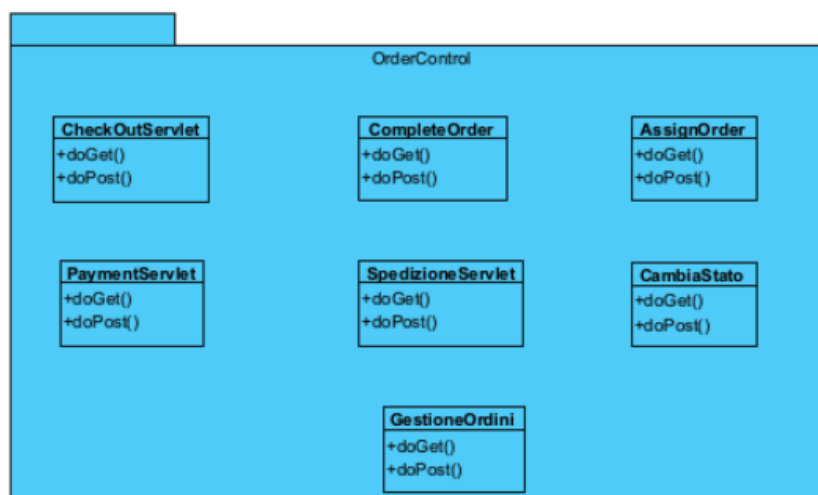 OrderControl
CheckOutServlet
+doGet()
+doPost()
CompleteOrder
+doGet()
+doPost()
AssignOrder
+doGet()
+doPost()
PaymentServlet
+doGet()
+doPost()
SpedizioneServlet
+doGet()
+doPost()
CambiaStato
+doGet()
+doPost()
GestioneOrdini
+doGet()
+doPost()